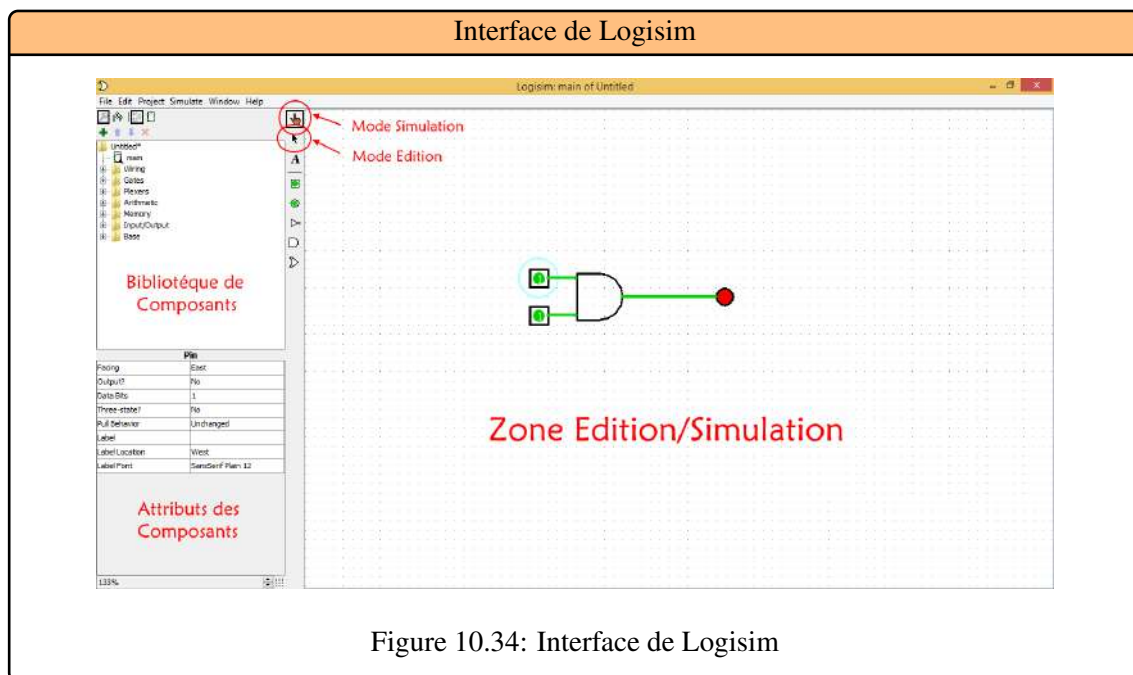 Interface de Logisim
Logisim: main of Untitled
File Edit Project Simulate Window Help
Mode Simulation
Mode Edition
A
Untitled*
main
Wiring
Gates
Plexers
Arithmetic
Memory
Input/Output
Base
Bibliotéque de
Composants
1
1
Pin
Facing East
Output? No
Data Bits 1
Three-state? No
Pull Behavior Unchanged
Label
Label Location West
Label Font SansSerif Plain 12
Zone Edition/Simulation
Attributs des
Composants
133%
Figure 10.34: Interface de Logisim